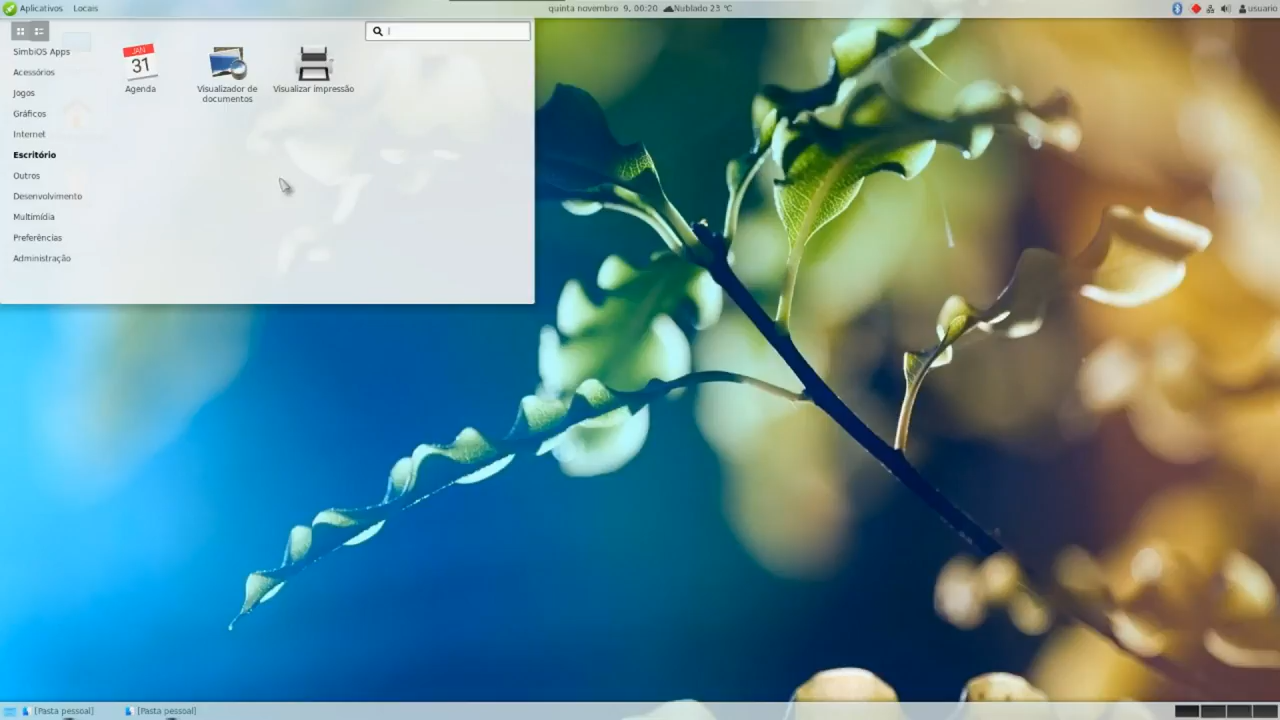 Aplicativos Locais quinta novembro 9, 00:20 Nublado 23 °C usuario
SimbiOS Apps
Acessórios
Jogos
Gráficos
Internet
Escritório
Outros
Desenvolvimento
Multimídia
Preferências
Administração
JAN
31
Agenda
Visualizador de
documentos
Visualizar impressão
[Pasta pessoal] [Pasta pessoal]